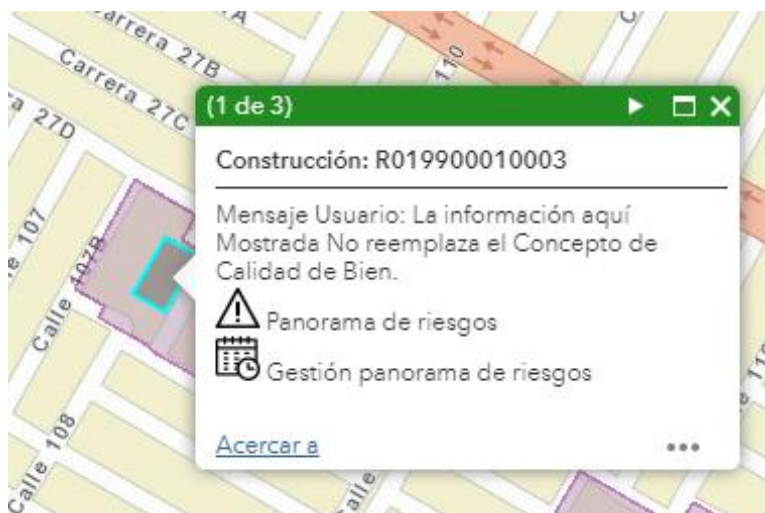 Carrera 27B
Carrera 27C
27D
110
(1 de 3)
Construcción: R019900010003
Mensaje Usuario: La información aquí
Mostrada No reemplaza el Concepto de
Calidad de Bien.
Panorama de riesgos
Gestión panorama de riesgos
Acercar a
107
Calle 107B
Calle 108
Calle